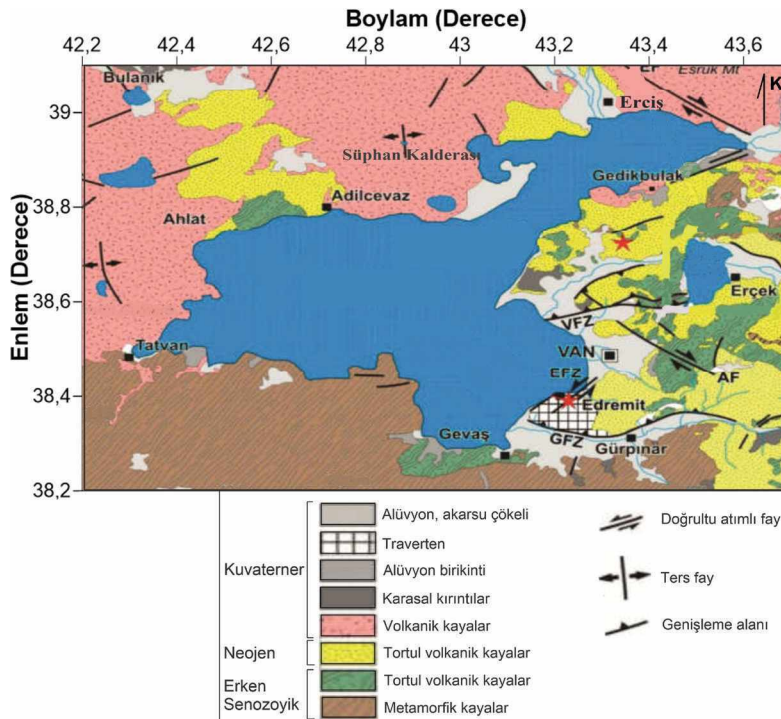 Boylam (Derece)
42,2 42,4 42,6 42,8 43 43,2 43,4 43,6
Enlem (Derece)
39
38,8
38,6
38,4
38,2
Bulanık
EF
Esruk Mt
K
Erciş
Süphan Kalderası
Gedikbulak
Adilcevaz
Ahlat
Erçek
VFZ
Tatvan
VAN
EFZ
AF
Edremit
Gevaş
GFZ
Gürpınar
Kuvaterner
Alüvyon, akarsu çökeli
Traverten
Alüvyon birikinti
Karasal kırıntılar
Volkanik kayalar
Neojen
Tortul volkanik kayalar
Erken
Senozoyik
Tortul volkanik kayalar
Metamorfik kayalar
Doğrultu atımlı fay
Ters fay
Genişleme alanı